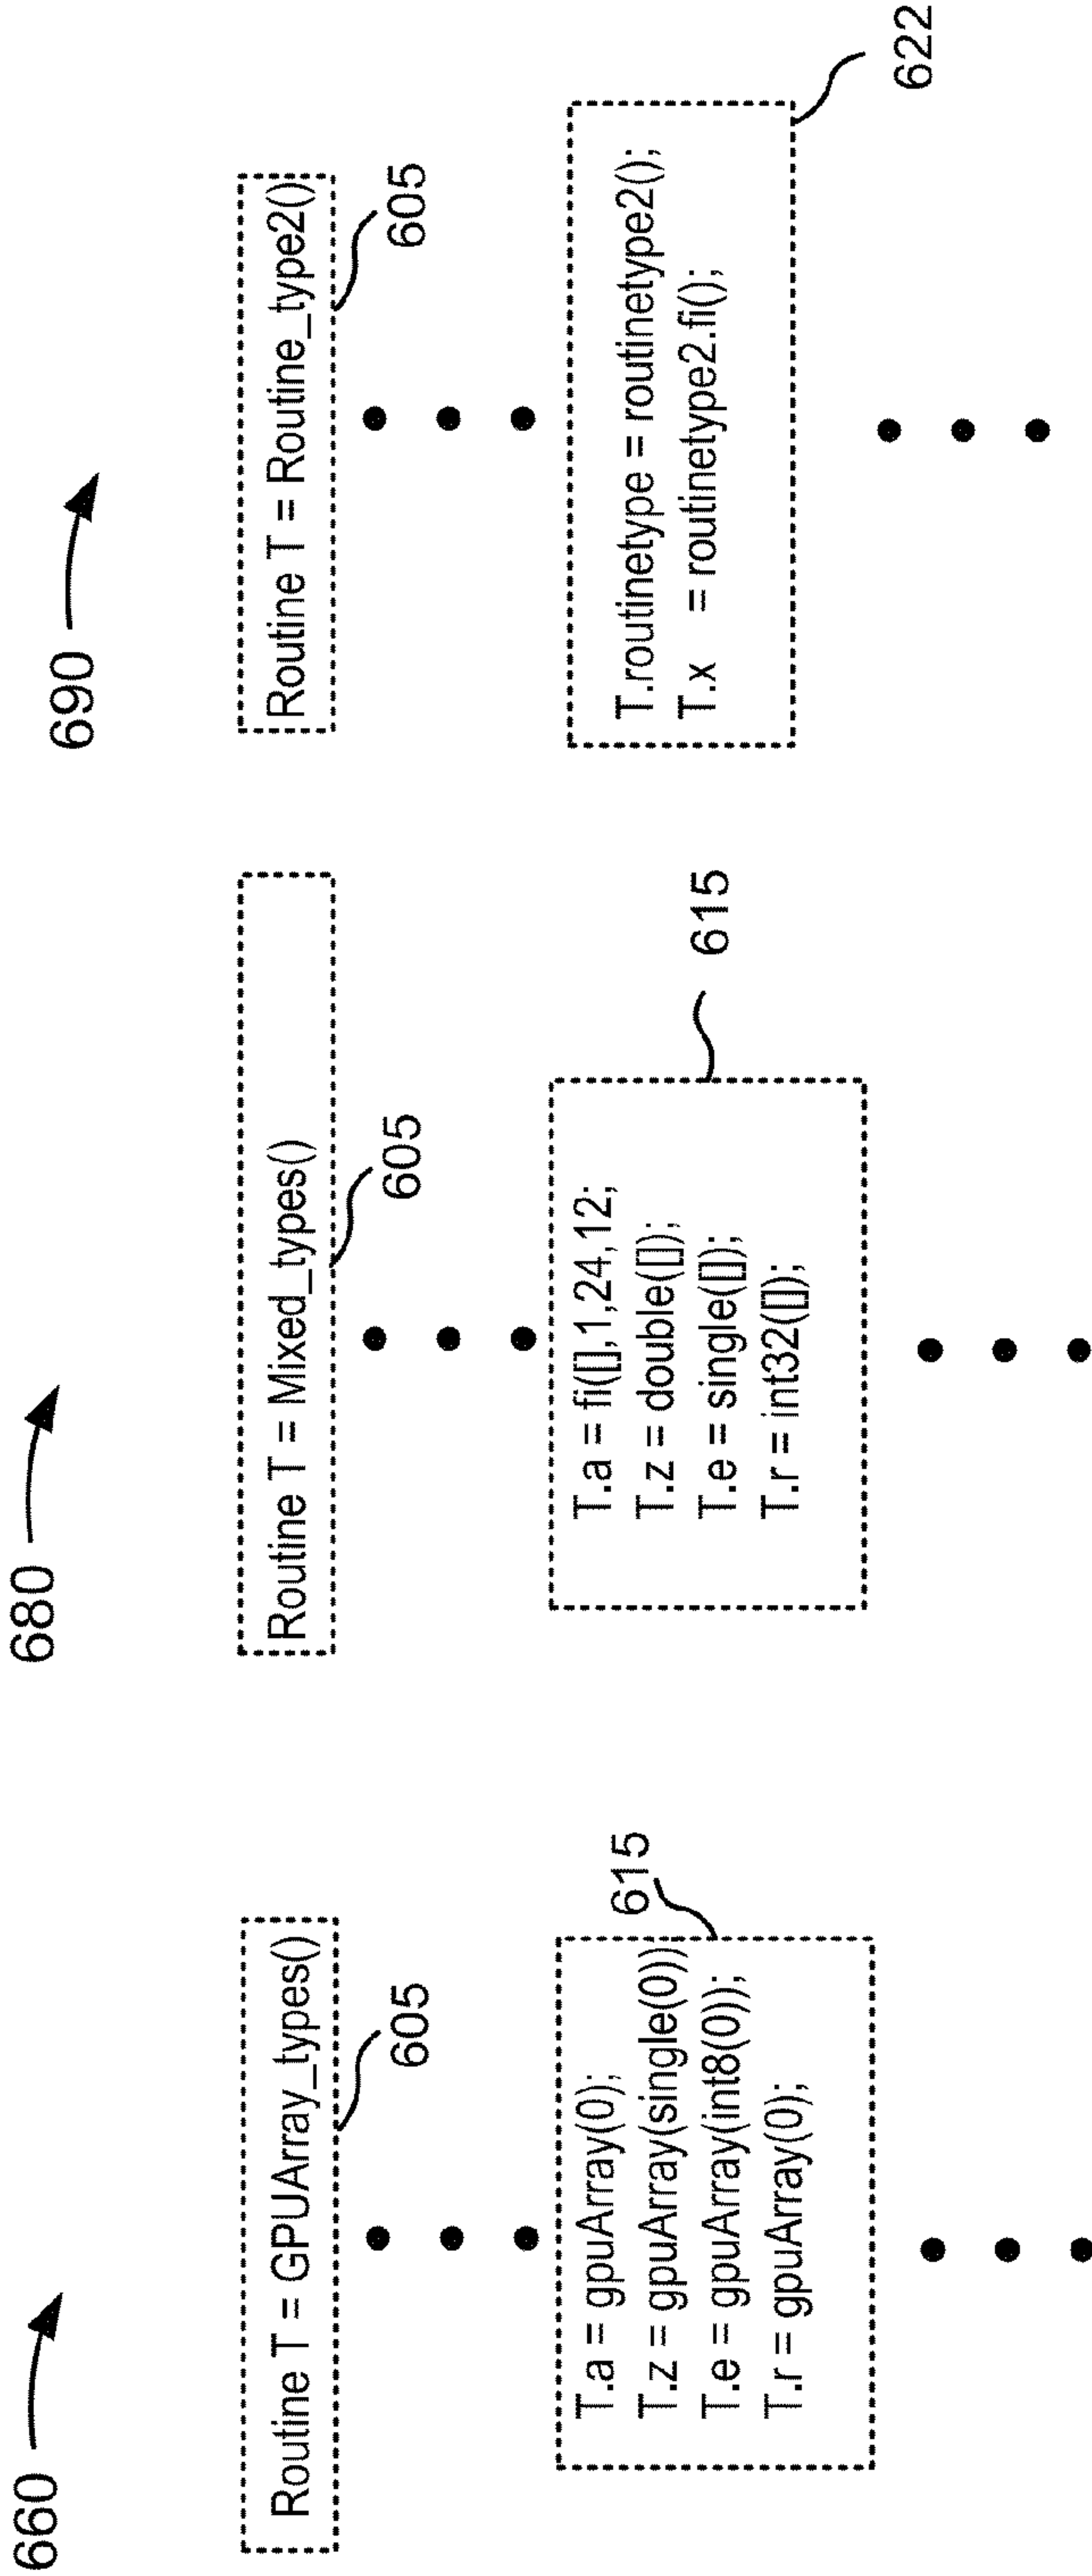 660
Routine T = GPUArray_types()
605
T.a = gpuArray(0);
T.z = gpuArray(single(0))
T.e = gpuArray(int8(0));
T.r = gpuArray(0);
615
680
Routine T = Mixed_types()
605
T.a = fi([],1,24,12;
T.z = double([]);
T.e = single([]);
T.r = int32([]);
615
690
Routine T = Routine_type2()
605
T.routinetype = routinetype2();
T.x = routinetype2.fi();
622